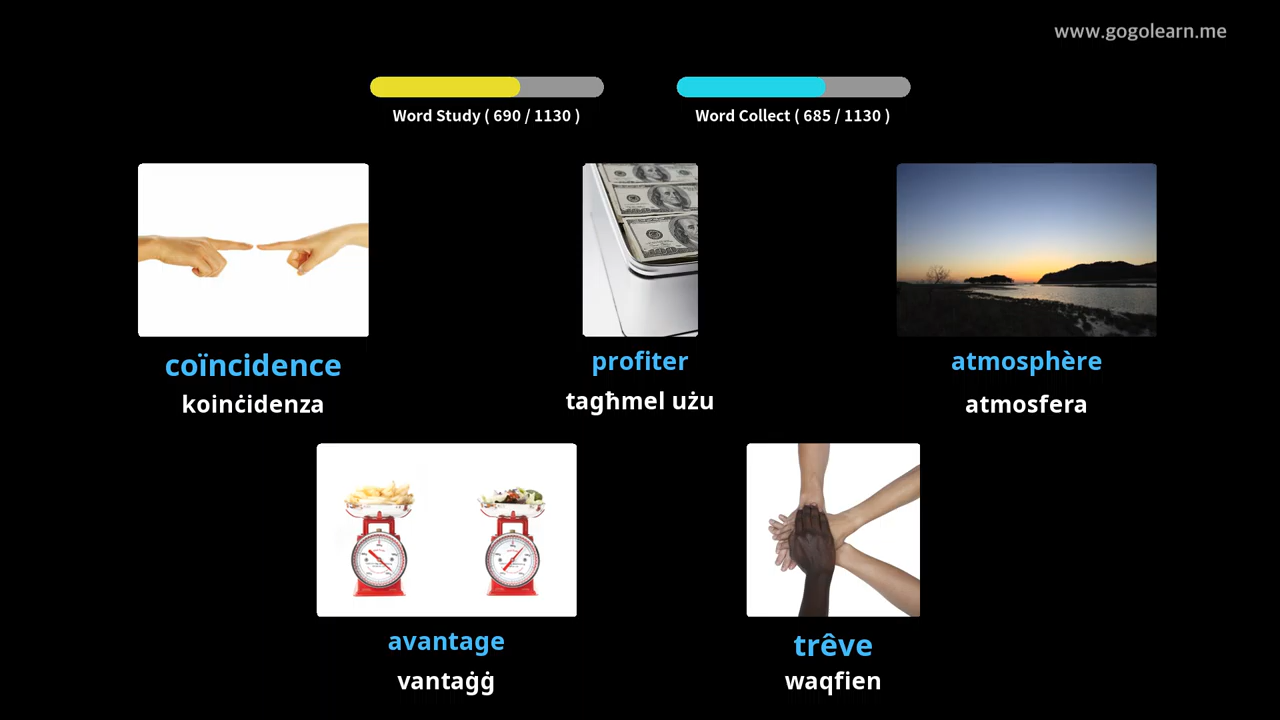 www.gogolearn.me
Word Study ( 690 / 1130 )
Word Collect ( 685 / 1130 )
coïncidence
koinċidenza
profiter
tagħmel użu
atmosphère
atmosfera
avantage
vantaġġ
trêve
waqfien